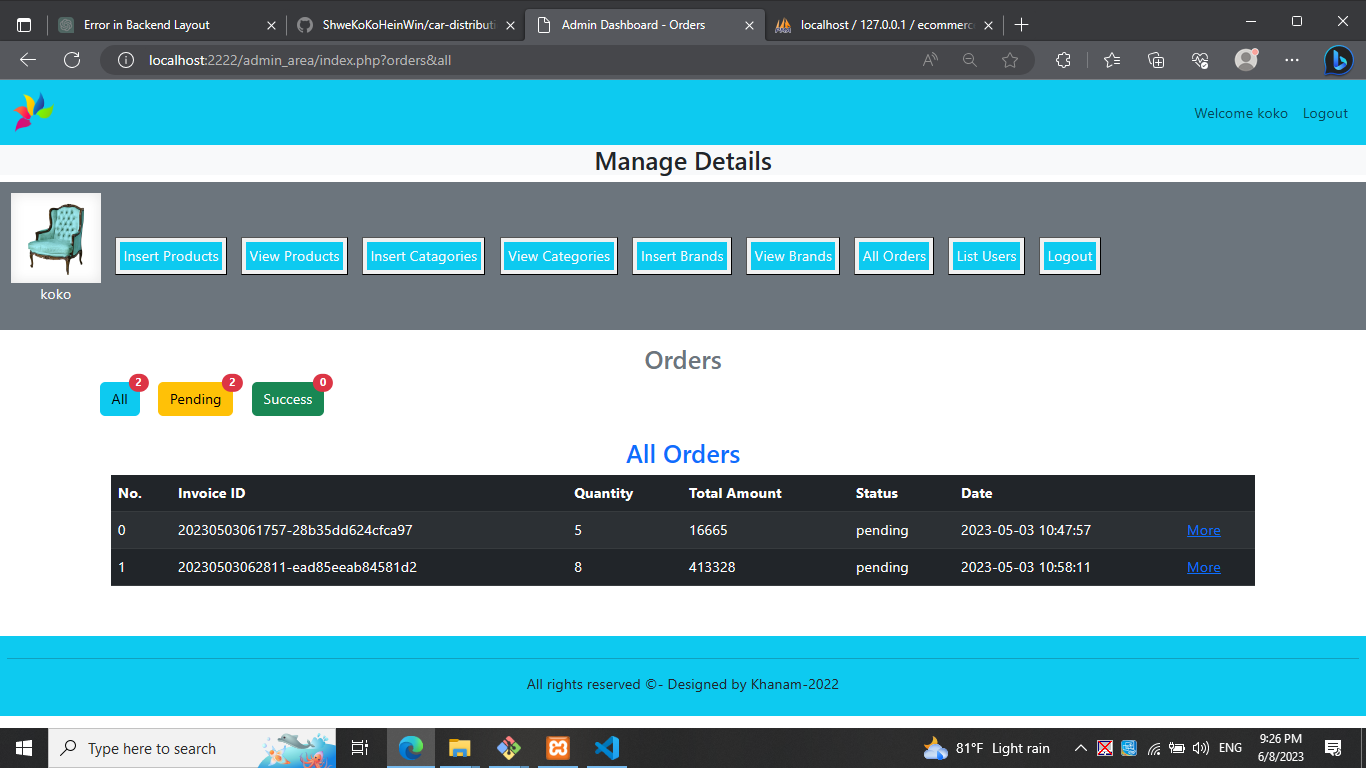 Error in Backend Layout
ShweKoKoHeinWin/car-distributi
Admin Dashboard - Orders
localhost / 127.0.0.1 / ecommerc
localhost:2222/admin_area/index.php?orders&all
Welcome koko Logout
Manage Details
koko
Insert Products View Products Insert Catagories View Categories Insert Brands View Brands All Orders List Users Logout
Orders
All 2 Pending 2 Success 0
All Orders
No. Invoice ID Quantity Total Amount Status Date
0 20230503061757-28b35dd624cfca97 5 16665 pending 2023-05-03 10:47:57 More
1 20230503062811-ead85eeab84581d2 8 413328 pending 2023-05-03 10:58:11 More
All rights reserved ©- Designed by Khanam-2022
Type here to search
81°F Light rain
ENG
9:26 PM
6/8/2023